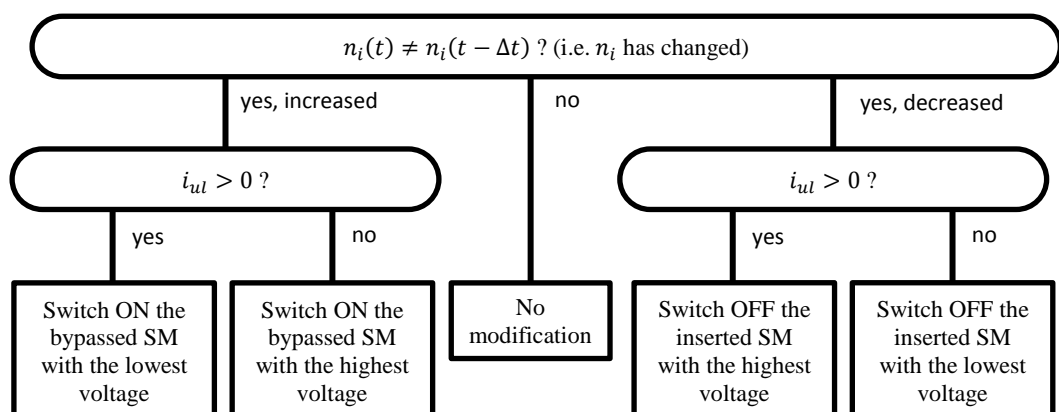 n_i(t) ≠ n_i(t − Δt) ? (i.e. n_i has changed)
yes, increased
no
yes, decreased
i_ul > 0 ?
i_ul > 0 ?
yes
no
yes
no
Switch ON the
bypassed SM
with the lowest
voltage
Switch ON the
bypassed SM
with the highest
voltage
No
modification
Switch OFF the
inserted SM
with the highest
voltage
Switch OFF the
inserted SM
with the lowest
voltage